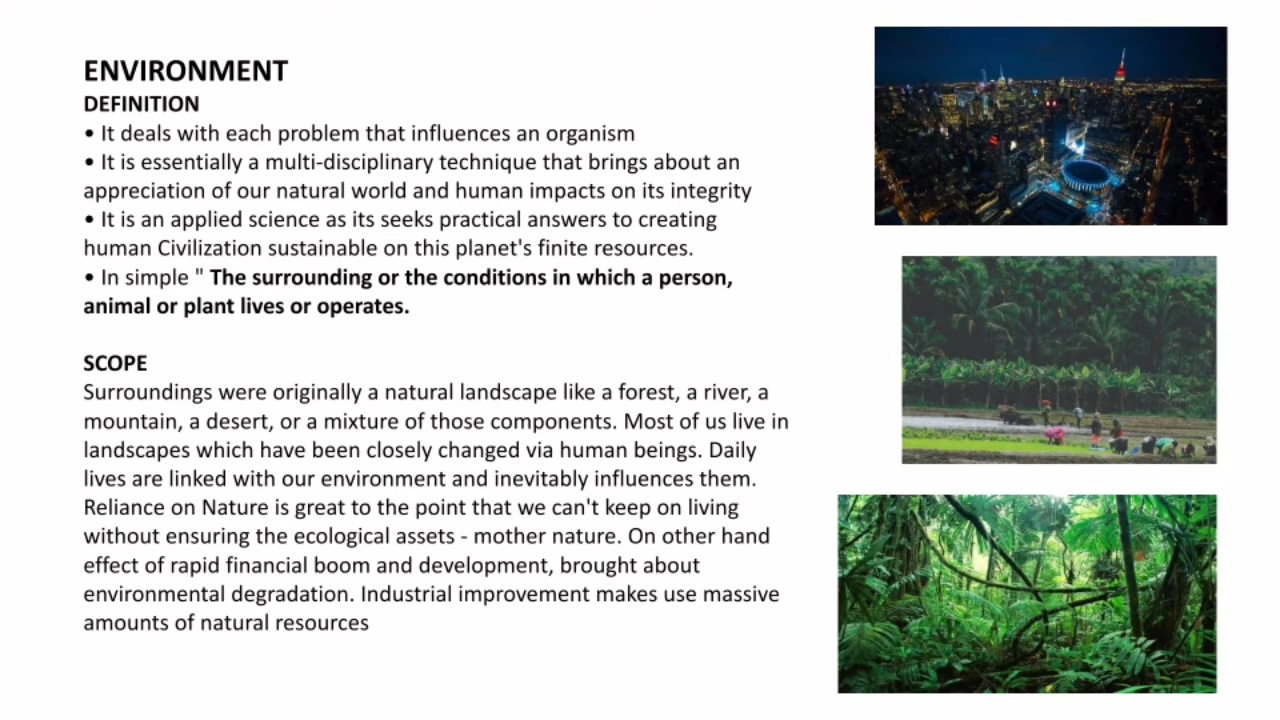 ENVIRONMENT
DEFINITION
• It deals with each problem that influences an organism
• It is essentially a multi-disciplinary technique that brings about an
appreciation of our natural world and human impacts on its integrity
• It is an applied science as its seeks practical answers to creating
human Civilization sustainable on this planet's finite resources.
• In simple " The surrounding or the conditions in which a person,
animal or plant lives or operates.
SCOPE
Surroundings were originally a natural landscape like a forest, a river, a
mountain, a desert, or a mixture of those components. Most of us live in
landscapes which have been closely changed via human beings. Daily
lives are linked with our environment and inevitably influences them.
Reliance on Nature is great to the point that we can't keep on living
without ensuring the ecological assets - mother nature. On other hand
effect of rapid financial boom and development, brought about
environmental degradation. Industrial improvement makes use massive
amounts of natural resources